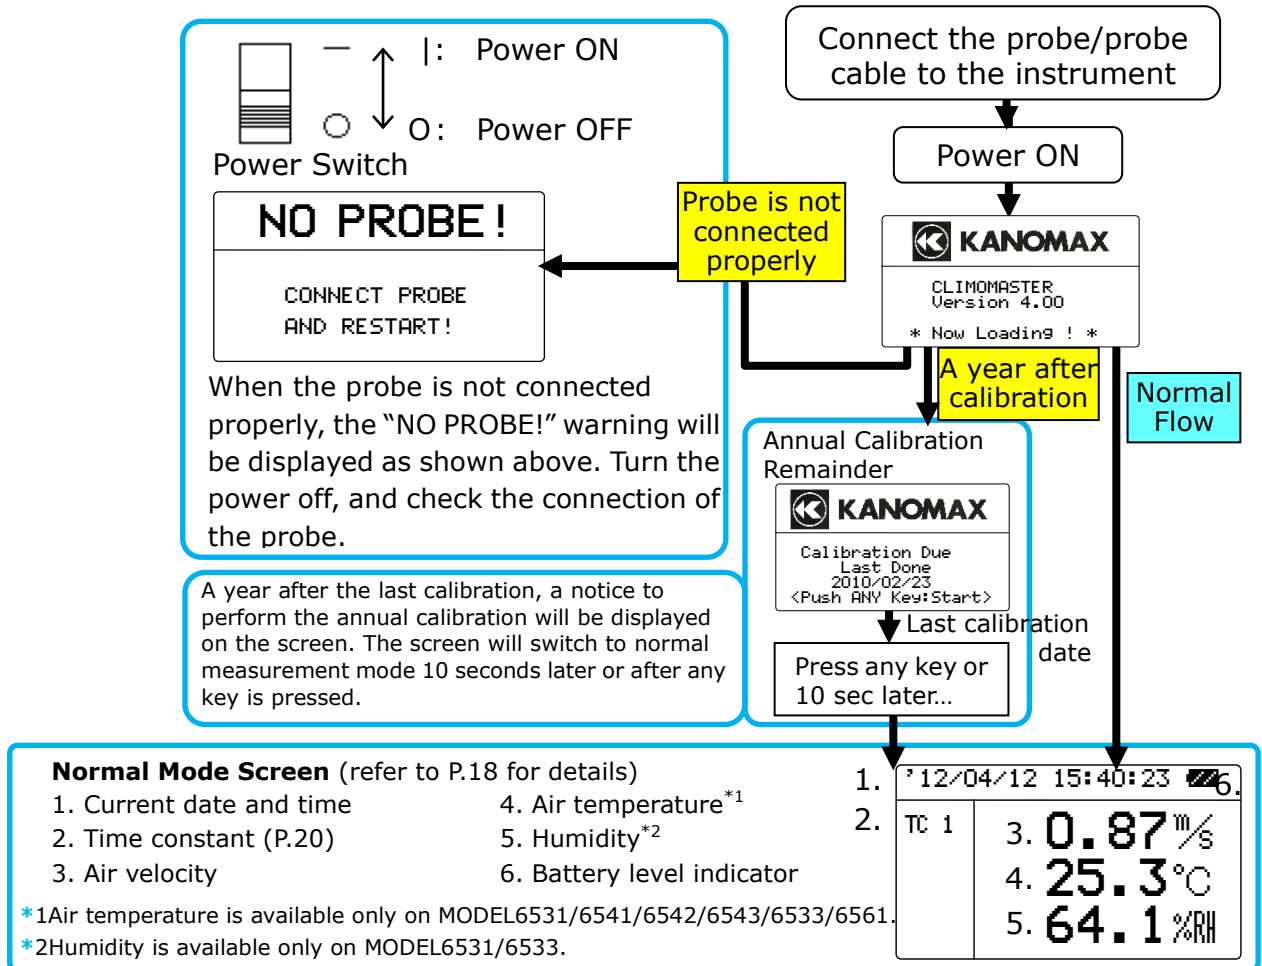 |: Power ON
O: Power OFF
Power Switch
NO PROBE!
CONNECT PROBE
AND RESTART!
When the probe is not connected
properly, the “NO PROBE!” warning will
be displayed as shown above. Turn the
power off, and check the connection of
the probe.
Connect the probe/probe
cable to the instrument
Power ON
KANOMAX
CLIMOMASTER
Version 4.00
* Now Loading ! *
Probe is not
connected
properly
A year after
calibration
Normal
Flow
Annual Calibration
Remainder
KANOMAX
Calibration Due
Last Done
2010/02/23
<Push ANY Key:Start>
Last calibration
date
Press any key or
10 sec later…
A year after the last calibration, a notice to
perform the annual calibration will be displayed
on the screen. The screen will switch to normal
measurement mode 10 seconds later or after any
key is pressed.
Normal Mode Screen (refer to P.18 for details)
1. Current date and time
2. Time constant (P.20)
3. Air velocity
4. Air temperature*1
5. Humidity*2
6. Battery level indicator
*1Air temperature is available only on MODEL6531/6541/6542/6543/6533/6561.
*2Humidity is available only on MODEL6531/6533.
1. '12/04/12 15:40:23 6.
2. TC 1
3. 0.87 m/s
4. 25.3 °C
5. 64.1 %RH